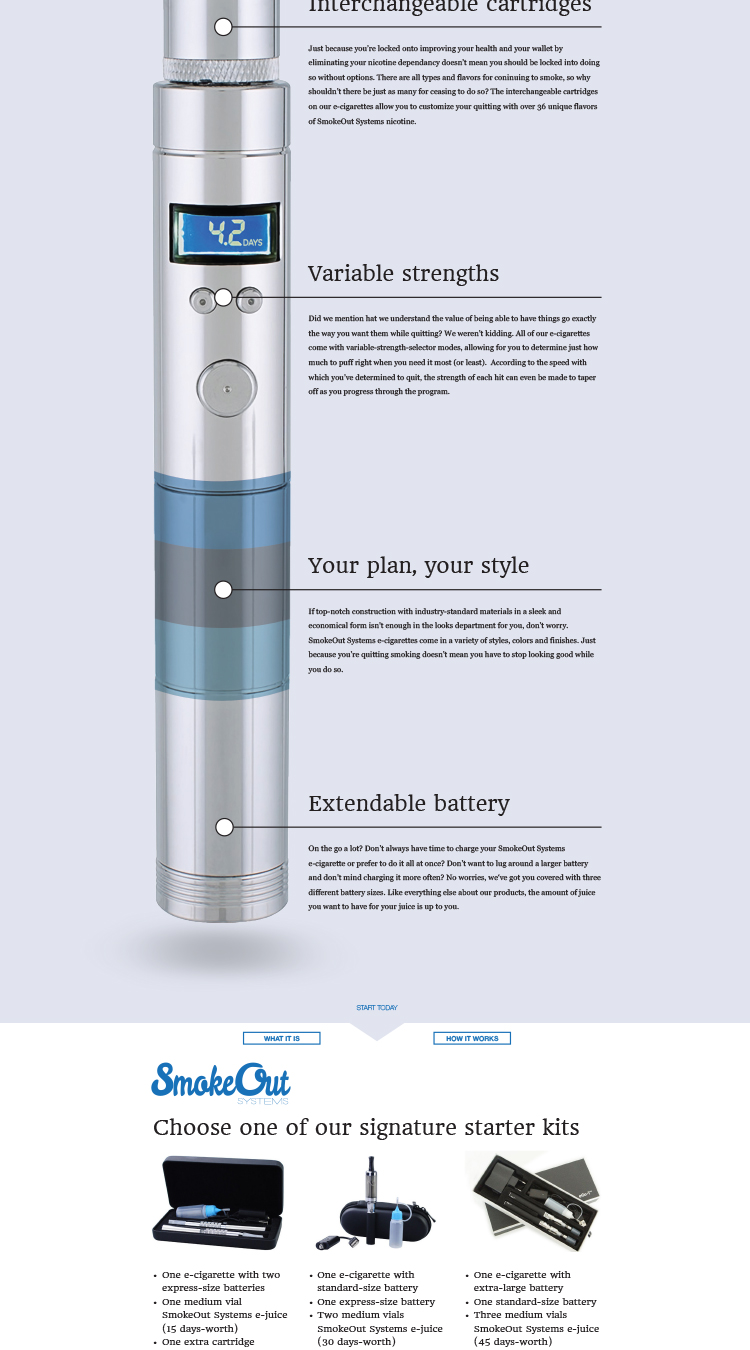 Interchangeable cartridges
Just because you're locked onto improving your health and your wallet by
eliminating your nicotine dependancy doesn't mean you should be locked into doing
so without options. There are all types and flavors for coninuing to smoke, so why
shouldn't there be just as many for ceasing to do so? The interchangeable cartridges
on our e-cigarettes allow you to customize your quitting with over 36 unique flavors
of SmokeOut Systems nicotine.
4.2 DAYS
Variable strengths
Did we mention hat we understand the value of being able to have things go exactly
the way you want them while quitting? We weren't kidding. All of our e-cigarettes
come with variable-strength-selector modes, allowing for you to determine just how
much to puff right when you need it most (or least). According to the speed with
which you've determined to quit, the strength of each hit can even be made to taper
off as you progress through the program.
Your plan, your style
If top-notch construction with industry-standard materials in a sleek and
economical form isn't enough in the looks department for you, don't worry.
SmokeOut Systems e-cigarettes come in a variety of styles, colors and finishes. Just
because you're quitting smoking doesn't mean you have to stop looking good while
you do so.
Extendable battery
On the go a lot? Don't always have time to charge your SmokeOut Systems
e-cigarette or prefer to do it all at once? Don't want to lug around a larger battery
and don't mind charging it more often? No worries, we've got you covered with three
different battery sizes. Like everything else about our products, the amount of juice
you want to have for your juice is up to you.
START TODAY
WHAT IT IS
HOW IT WORKS
SmokeOut
SYSTEMS
Choose one of our signature starter kits
• One e-cigarette with two
express-size batteries
• One medium vial
SmokeOut Systems e-juice
(15 days-worth)
• One extra cartridge
• One e-cigarette with
standard-size battery
• One express-size battery
• Two medium vials
SmokeOut Systems e-juice
(30 days-worth)
• One e-cigarette with
extra-large battery
• One standard-size battery
• Three medium vials
SmokeOut Systems e-juice
(45 days-worth)